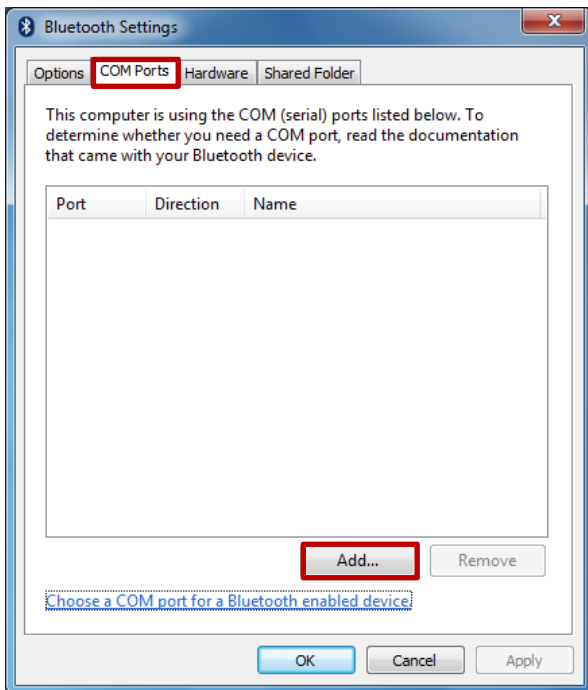 Bluetooth Settings
X
Options COM Ports Hardware Shared Folder
This computer is using the COM (serial) ports listed below. To
determine whether you need a COM port, read the documentation
that came with your Bluetooth device.
Port Direction Name
Add... Remove
Choose a COM port for a Bluetooth enabled device.
OK Cancel Apply